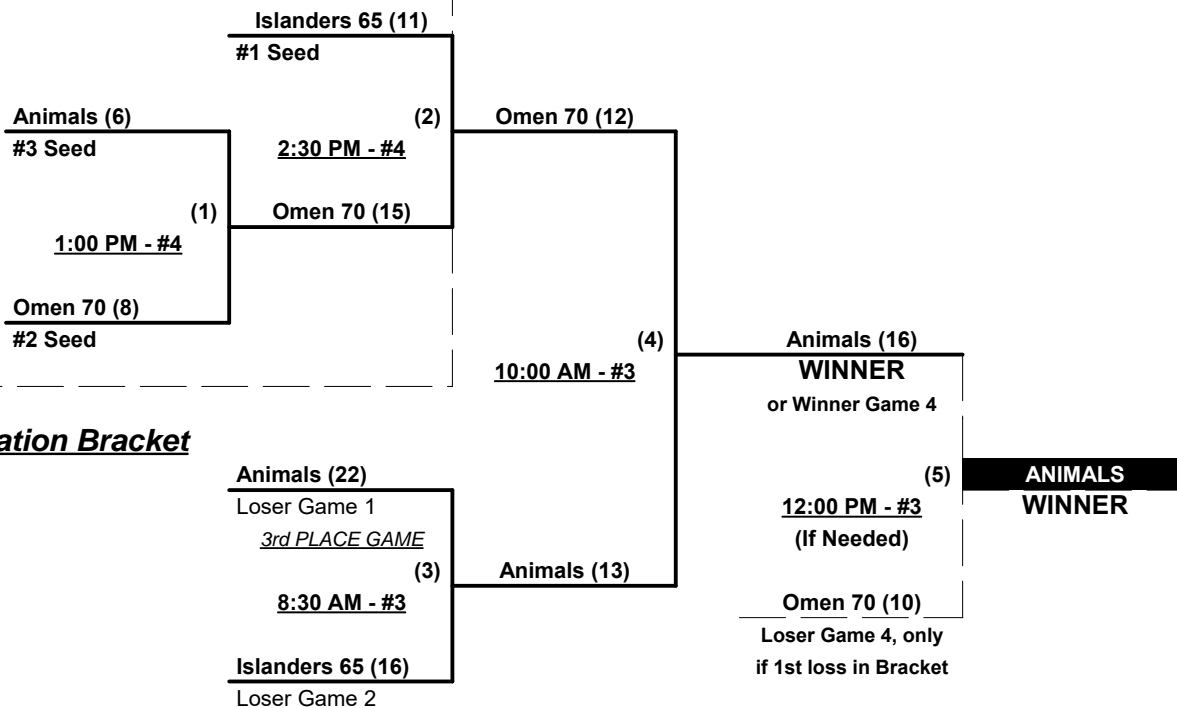 Islanders 65 (11)
#1 Seed
Animals (6)
#3 Seed
(2)
2:30 PM - #4
Omen 70 (12)
(1)
1:00 PM - #4
Omen 70 (15)
Omen 70 (8)
#2 Seed
(4)
10:00 AM - #3
Animals (16)
WINNER
or Winner Game 4
Bracket
Animals (22)
Loser Game 1
3rd PLACE GAME
(3)
8:30 AM - #3
Animals (13)
Islanders 65 (16)
Loser Game 2
(5)
12:00 PM - #3
(If Needed)
ANIMALS
WINNER
Omen 70 (10)
Loser Game 4, only
if 1st loss in Bracket